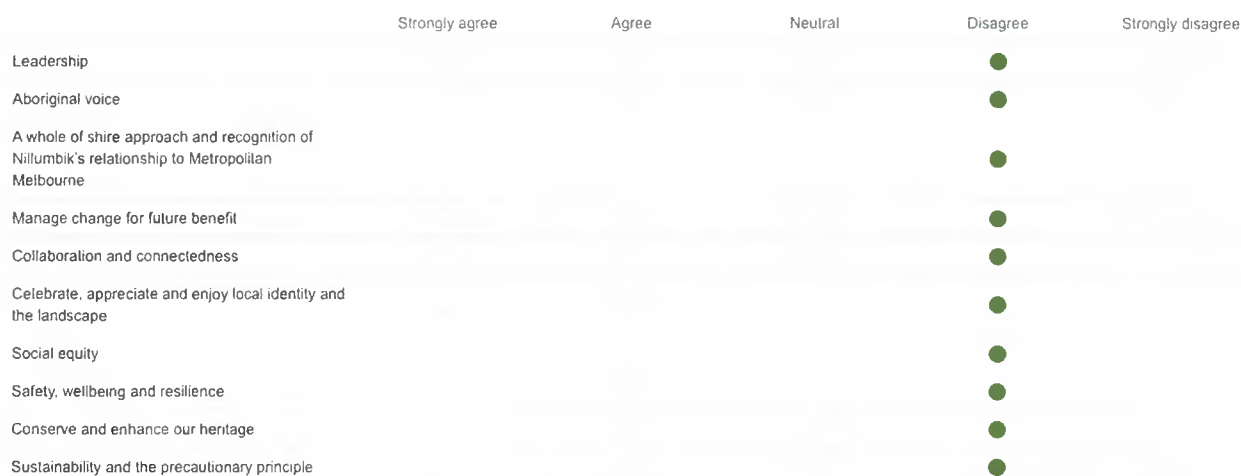 Strongly agree Agree Neutral Disagree Strongly disagree
Leadership
Aboriginal voice
A whole of shire approach and recognition of
Nillumbik's relationship to Metropolitan
Melbourne
Manage change for future benefit
Collaboration and connectedness
Celebrate, appreciate and enjoy local identity and
the landscape
Social equity
Safety, wellbeing and resilience
Conserve and enhance our heritage
Sustainability and the precautionary principle